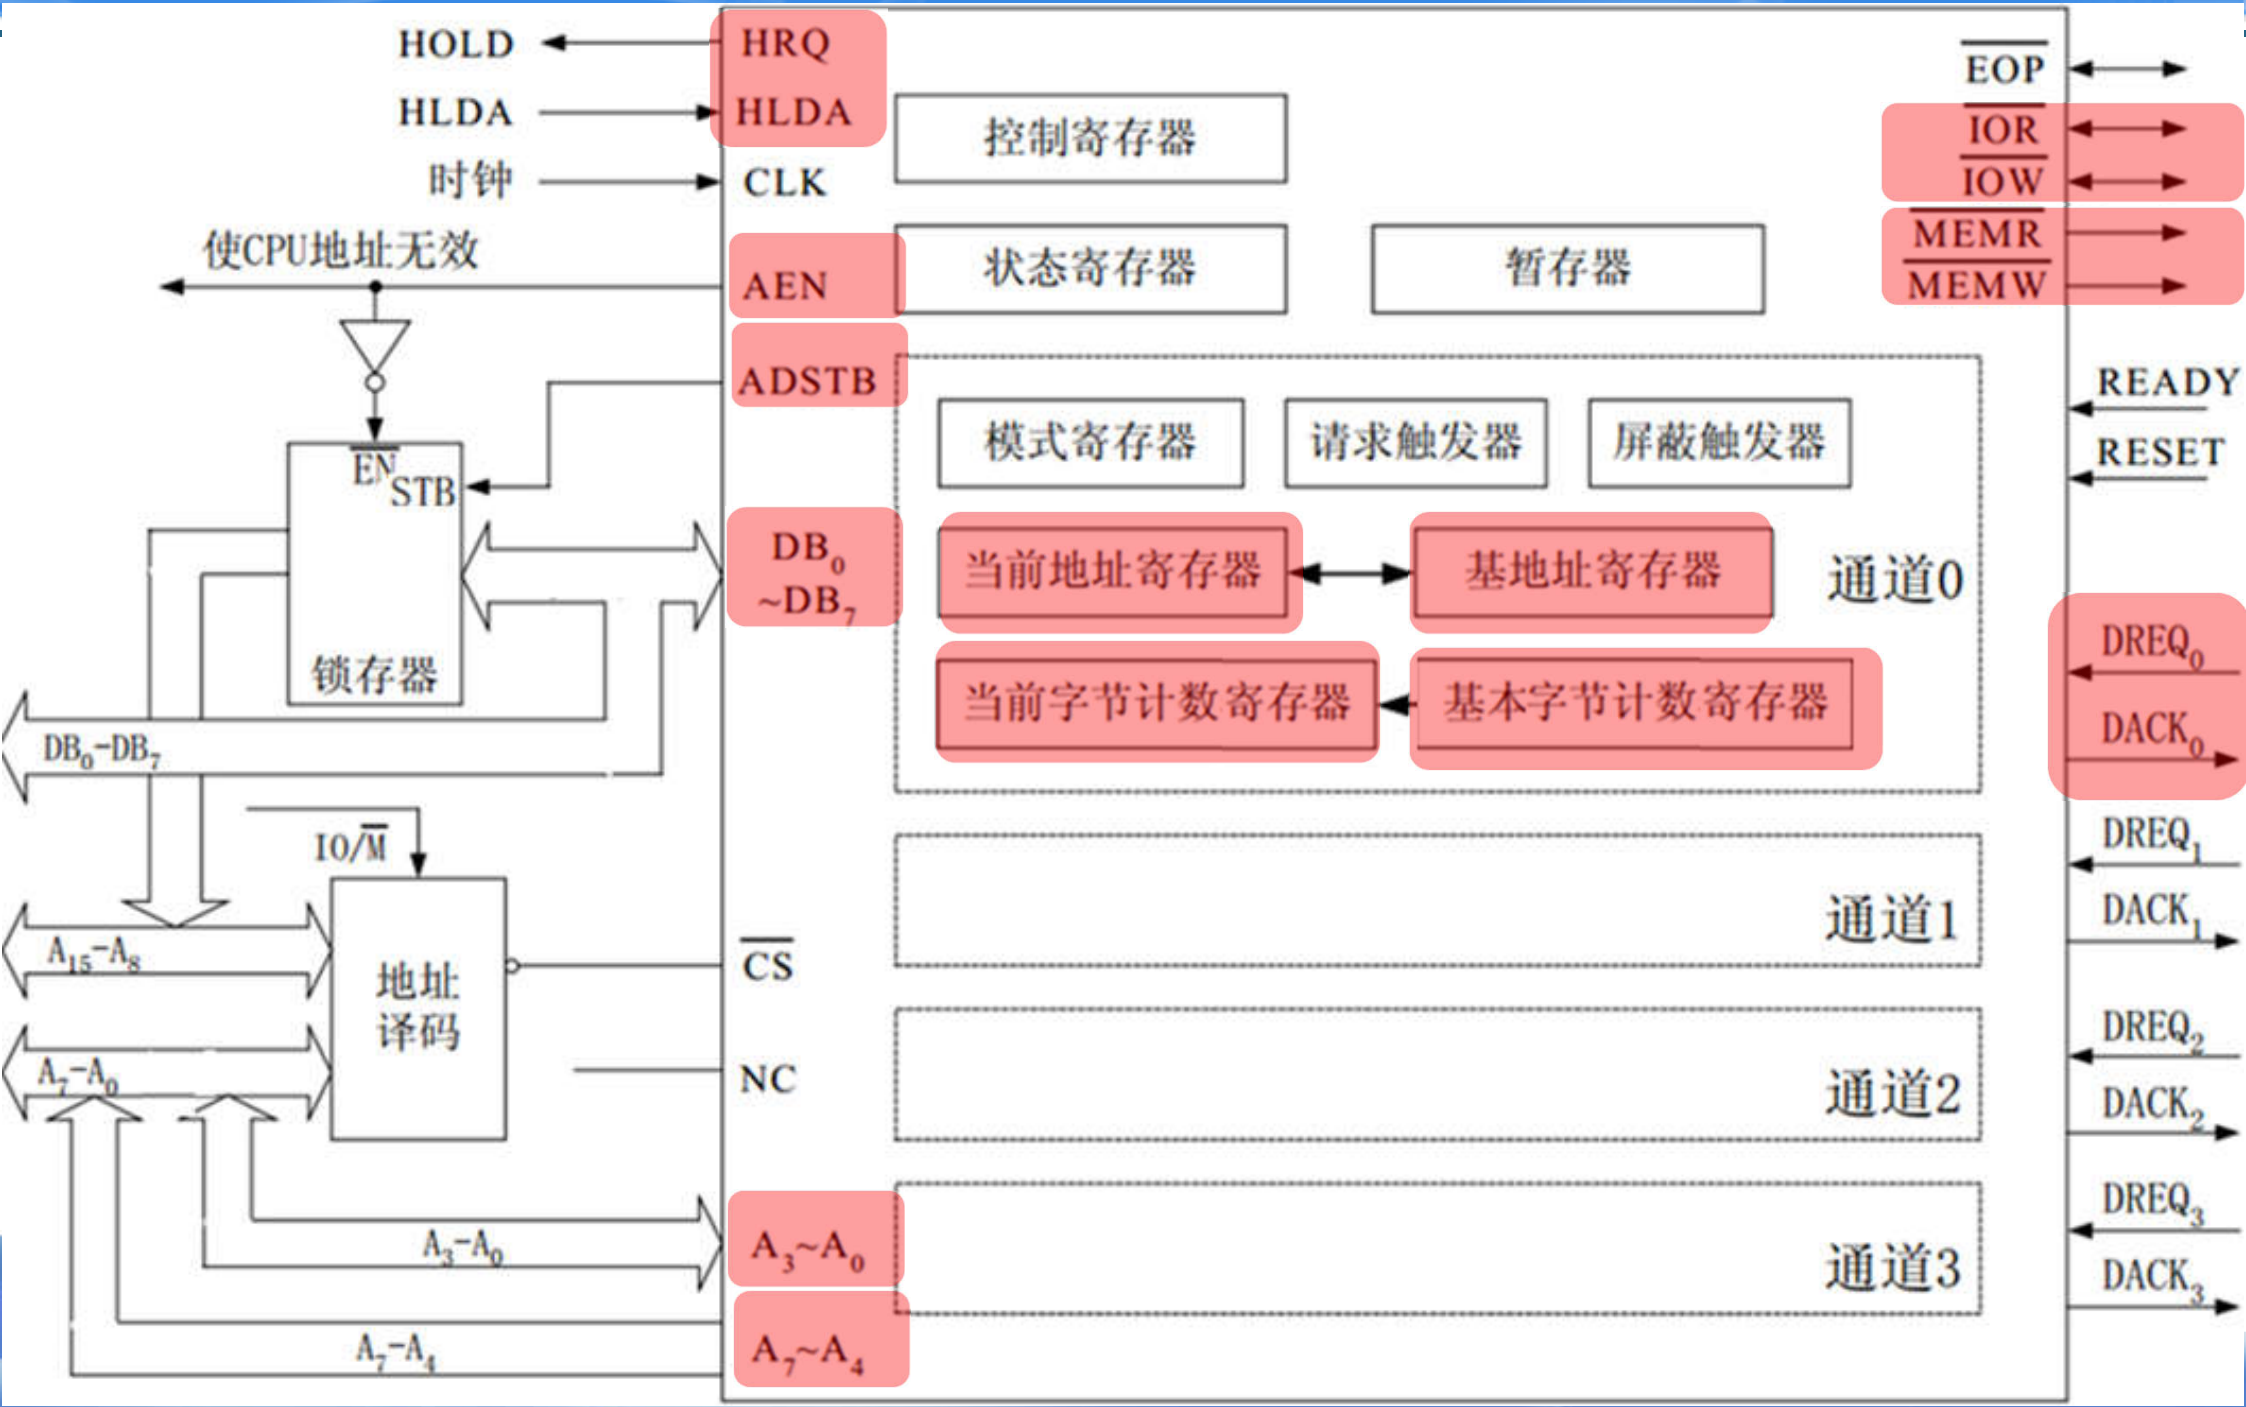 HOLD
HRQ
HLDA
HLDA
时钟
CLK
使CPU地址无效
AEN
ADSTB
EN
STB
锁存器
DB0
~DB7
DB0-DB7
IO/M
A15-A8
地址
译码
CS
A7-A0
NC
A3-A0
A3~A0
A7-A4
A7~A4
控制寄存器
状态寄存器
暂存器
模式寄存器
请求触发器
屏蔽触发器
当前地址寄存器
基地址寄存器
通道0
当前字节计数寄存器
基本字节计数寄存器
通道1
通道2
通道3
EOP
IOR
IOW
MEMR
MEMW
READY
RESET
DREQ0
DACK0
DREQ1
DACK1
DREQ2
DACK2
DREQ3
DACK3